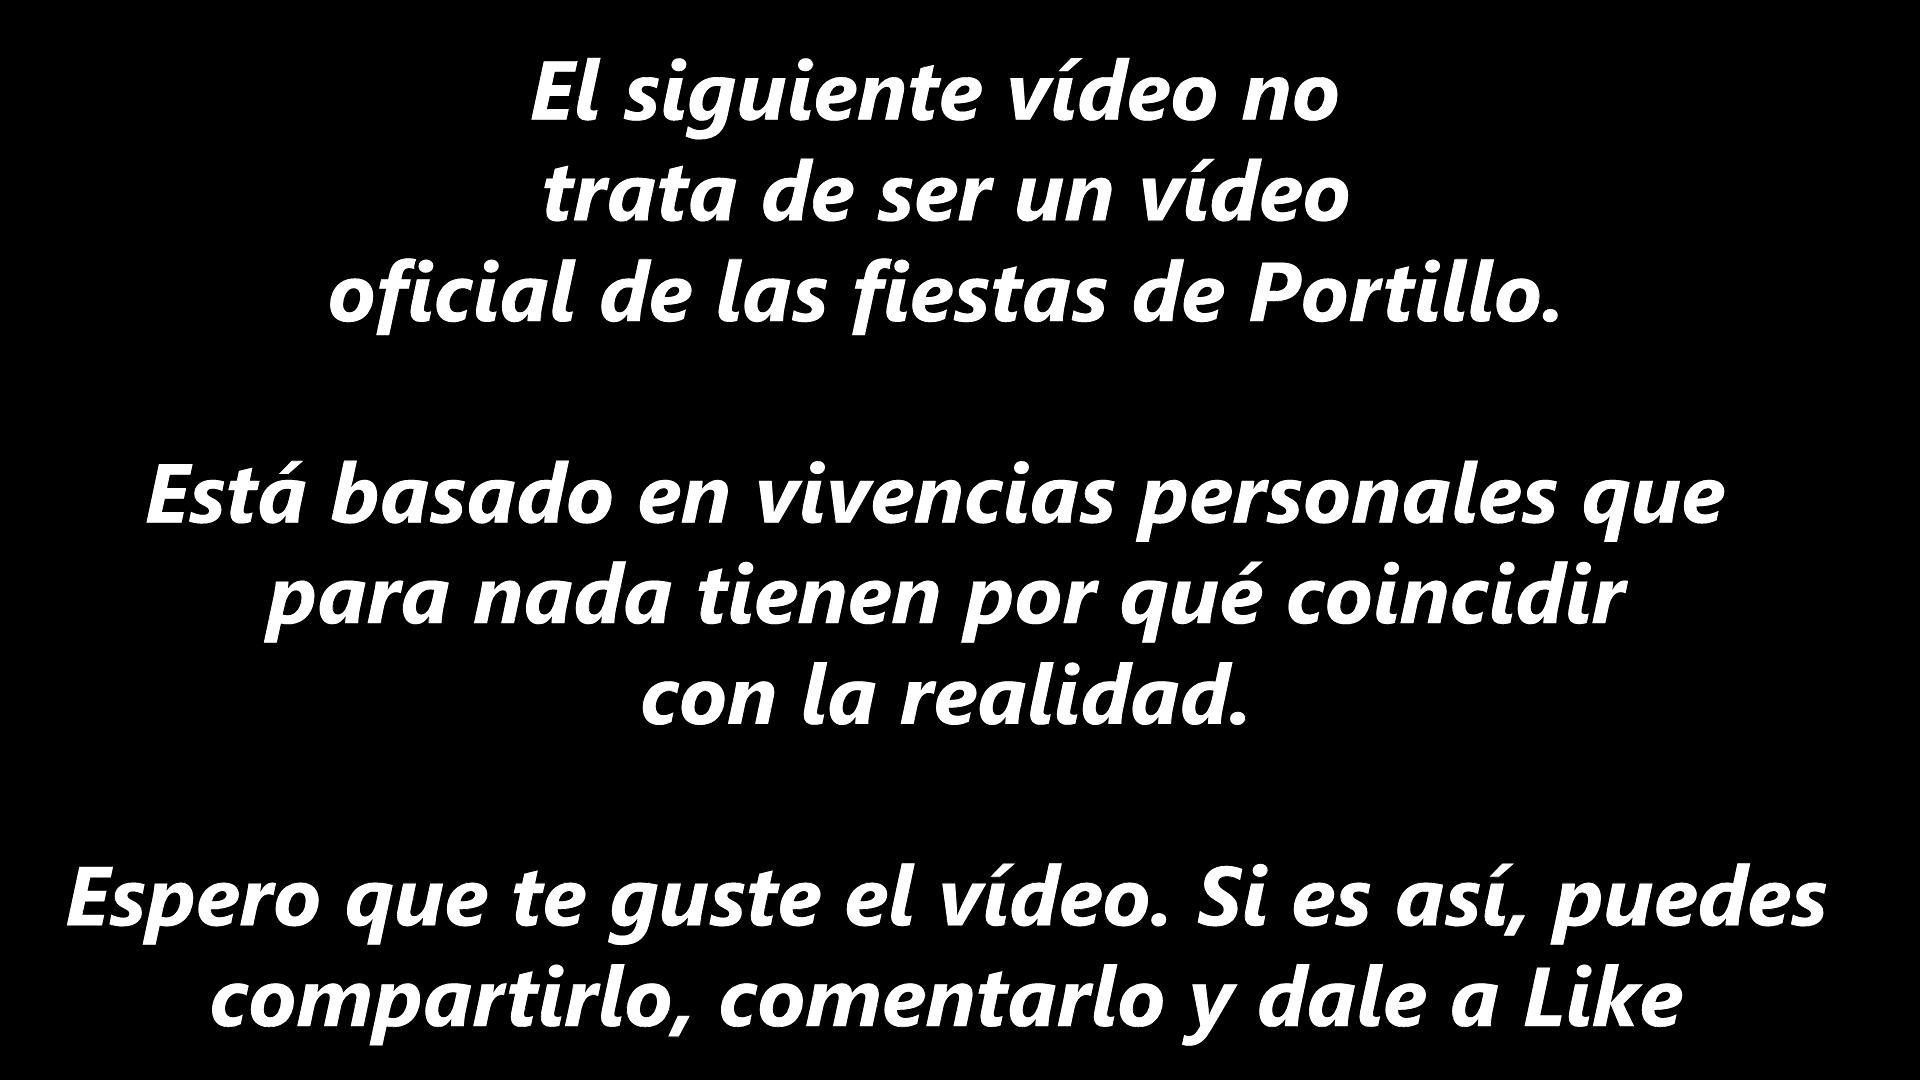 El siguiente vídeo no
trata de ser un vídeo
oficial de las fiestas de Portillo.
Está basado en vivencias personales que
para nada tienen por qué coincidir
con la realidad.
Espero que te guste el vídeo. Si es así, puedes
compartirlo, comentarlo y dale a Like